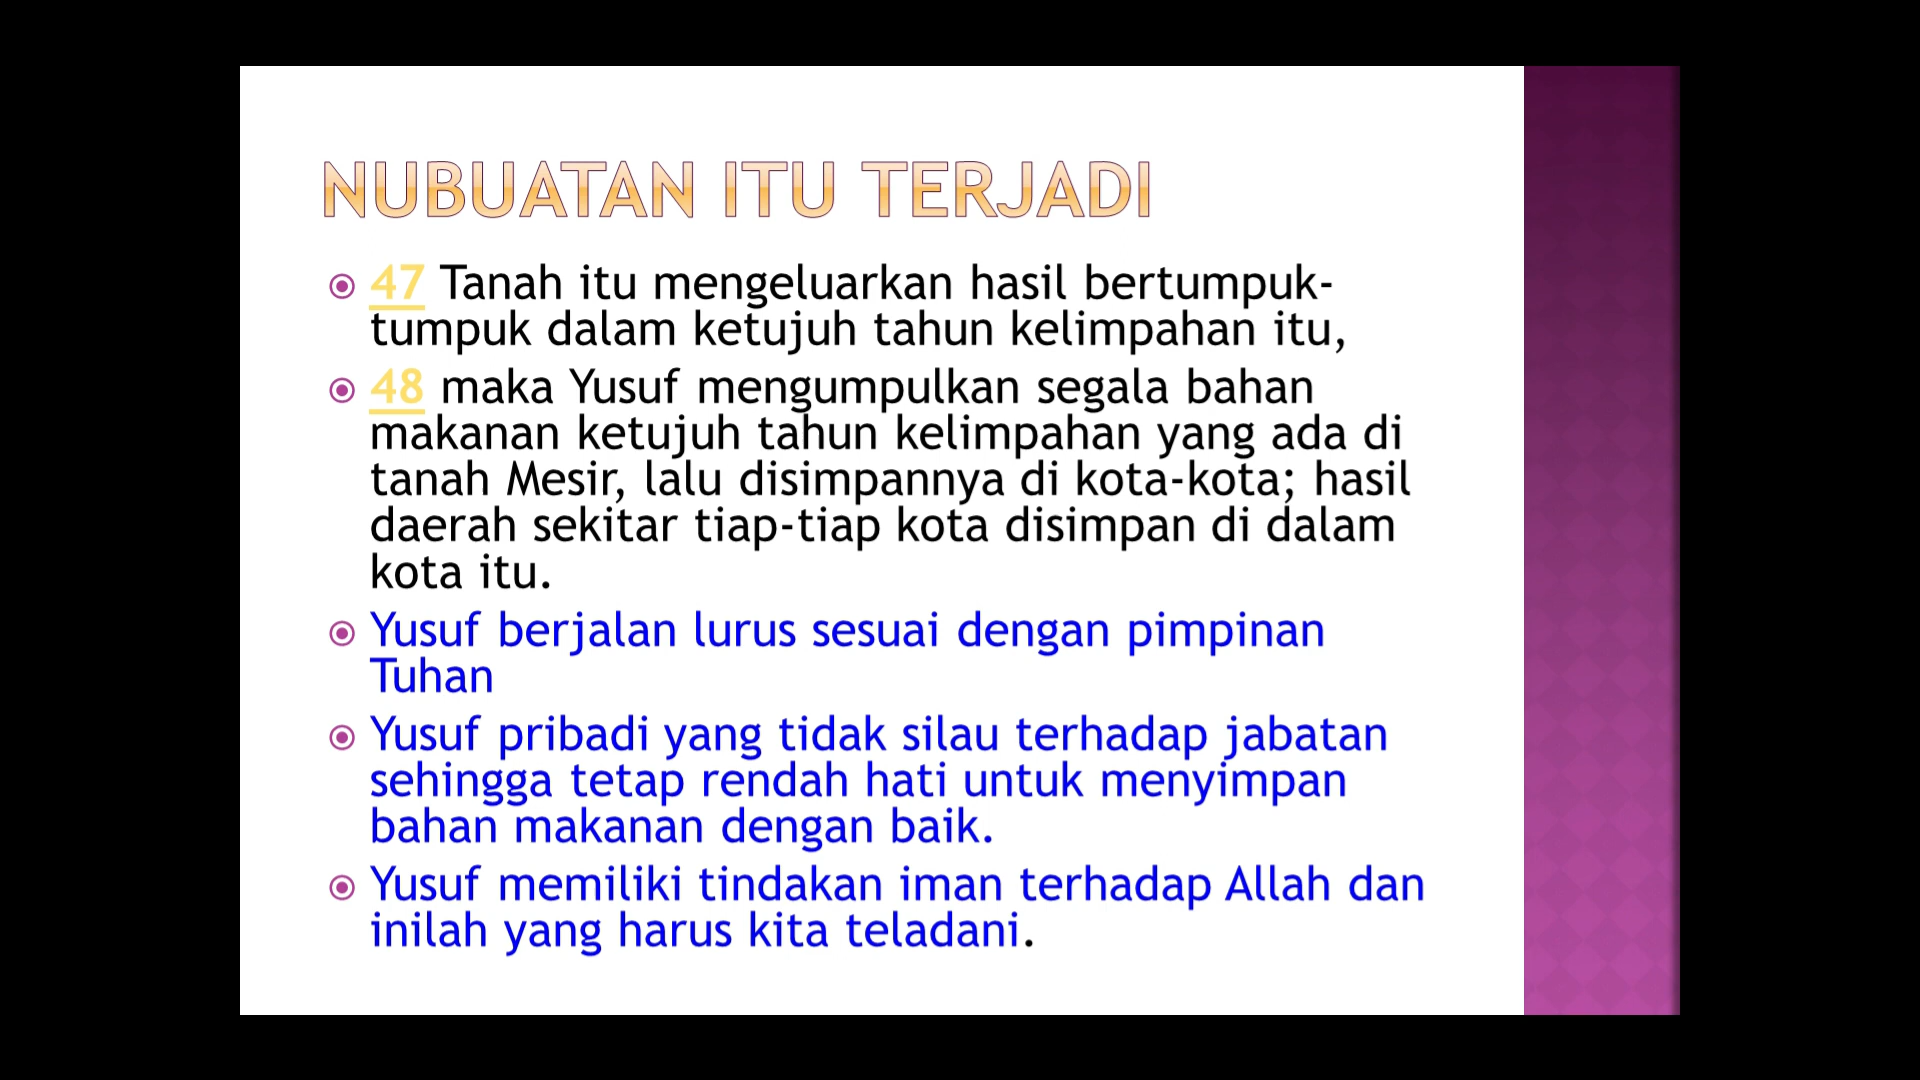 NUBUATAN ITU TERJADI
47 Tanah itu mengeluarkan hasil bertumpuk-
tumpuk dalam ketujuh tahun kelimpahan itu,
48 maka Yusuf mengumpulkan segala bahan
makanan ketujuh tahun kelimpahan yang ada di
tanah Mesir, lalu disimpannya di kota-kota; hasil
daerah sekitar tiap-tiap kota disimpan di dalam
kota itu.
Yusuf berjalan lurus sesuai dengan pimpinan
Tuhan
Yusuf pribadi yang tidak silau terhadap jabatan
sehingga tetap rendah hati untuk menyimpan
bahan makanan dengan baik.
Yusuf memiliki tindakan iman terhadap Allah dan
inilah yang harus kita teladani.